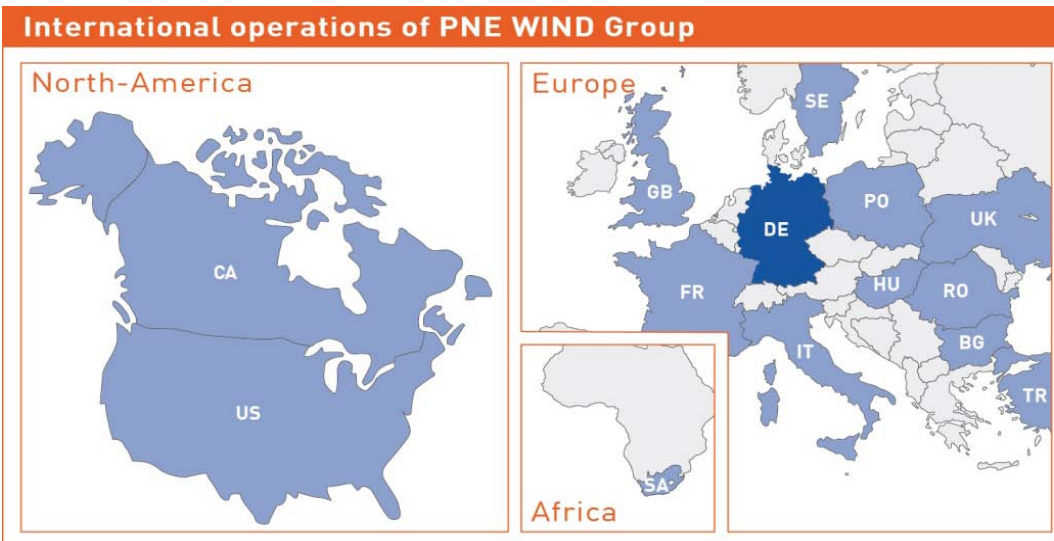 International operations of PNE WIND Group
North-America
CA
US
Europe
SE
GB
PO
UK
DE
FR
HU
RO
IT
BG
TR
SA
Africa